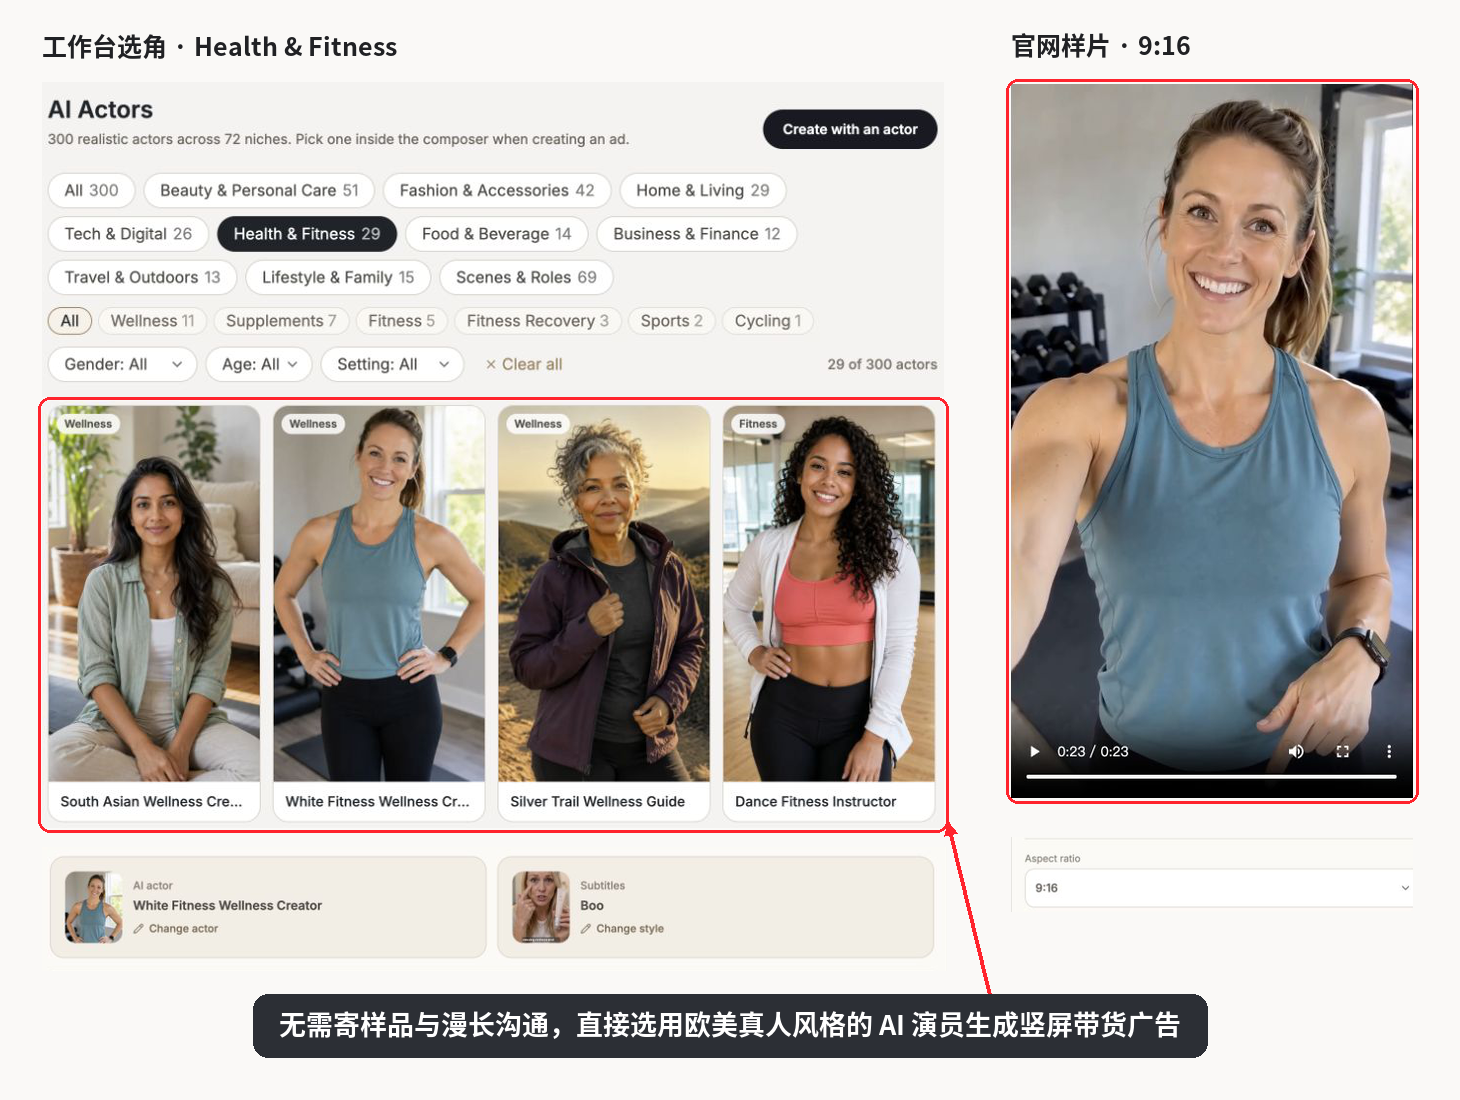 工作台选角 · Health & Fitness
官网样片 · 9:16
AI Actors
300 realistic actors across 72 niches. Pick one inside the composer when creating an ad.
Create with an actor
All 300
Beauty & Personal Care 51
Fashion & Accessories 42
Home & Living 29
Tech & Digital 26
Health & Fitness 29
Food & Beverage 14
Business & Finance 12
Travel & Outdoors 13
Lifestyle & Family 15
Scenes & Roles 69
All
Wellness 11
Supplements 7
Fitness 5
Fitness Recovery 3
Sports 2
Cycling 1
Gender: All
Age: All
Setting: All
× Clear all
29 of 300 actors
Wellness
Wellness
Wellness
Fitness
South Asian Wellness Cre...
White Fitness Wellness Cr...
Silver Trail Wellness Guide
Dance Fitness Instructor
0:23 / 0:23
AI actor
White Fitness Wellness Creator
Change actor
Subtitles
Boo
Change style
Aspect ratio
9:16
无需寄样品与漫长沟通，直接选用欧美真人风格的 AI 演员生成竖屏带货广告